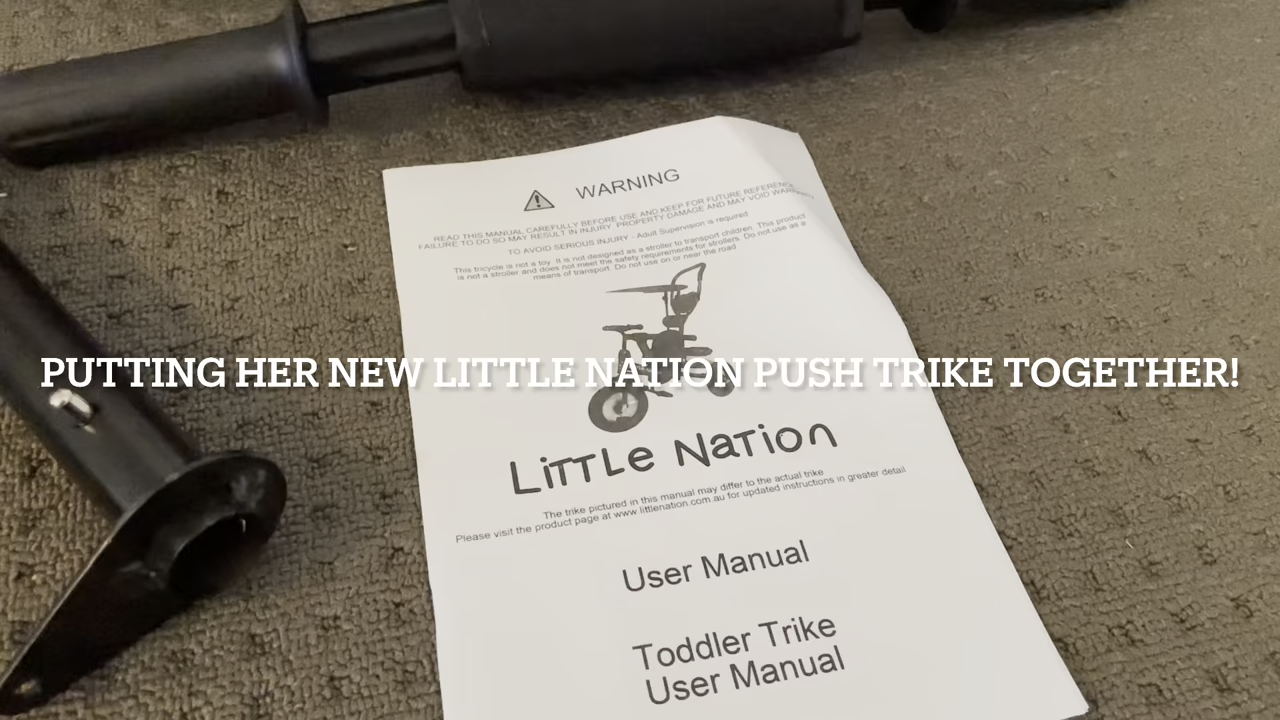 WARNING
READ THIS MANUAL CAREFULLY BEFORE USE AND KEEP FOR FUTURE REFERENCE
FAILURE TO DO SO MAY RESULT IN INJURY, PROPERTY DAMAGE AND MAY VOID WARRANTY
TO AVOID SERIOUS INJURY - Adult Supervision is required
This tricycle is not a toy. It is not designed as a stroller to transport children. This product
is not a stroller and does not meet the safety requirements for strollers. Do not use as a
means of transport. Do not use on or near the road
PUTTING HER NEW LITTLE NATION PUSH TRIKE TOGETHER!
LiTTLe NaTion
The trike pictured in this manual may differ to the actual trike
Please visit the product page at www.littlenation.com.au for updated instructions in greater detail
User Manual
Toddler Trike
User Manual